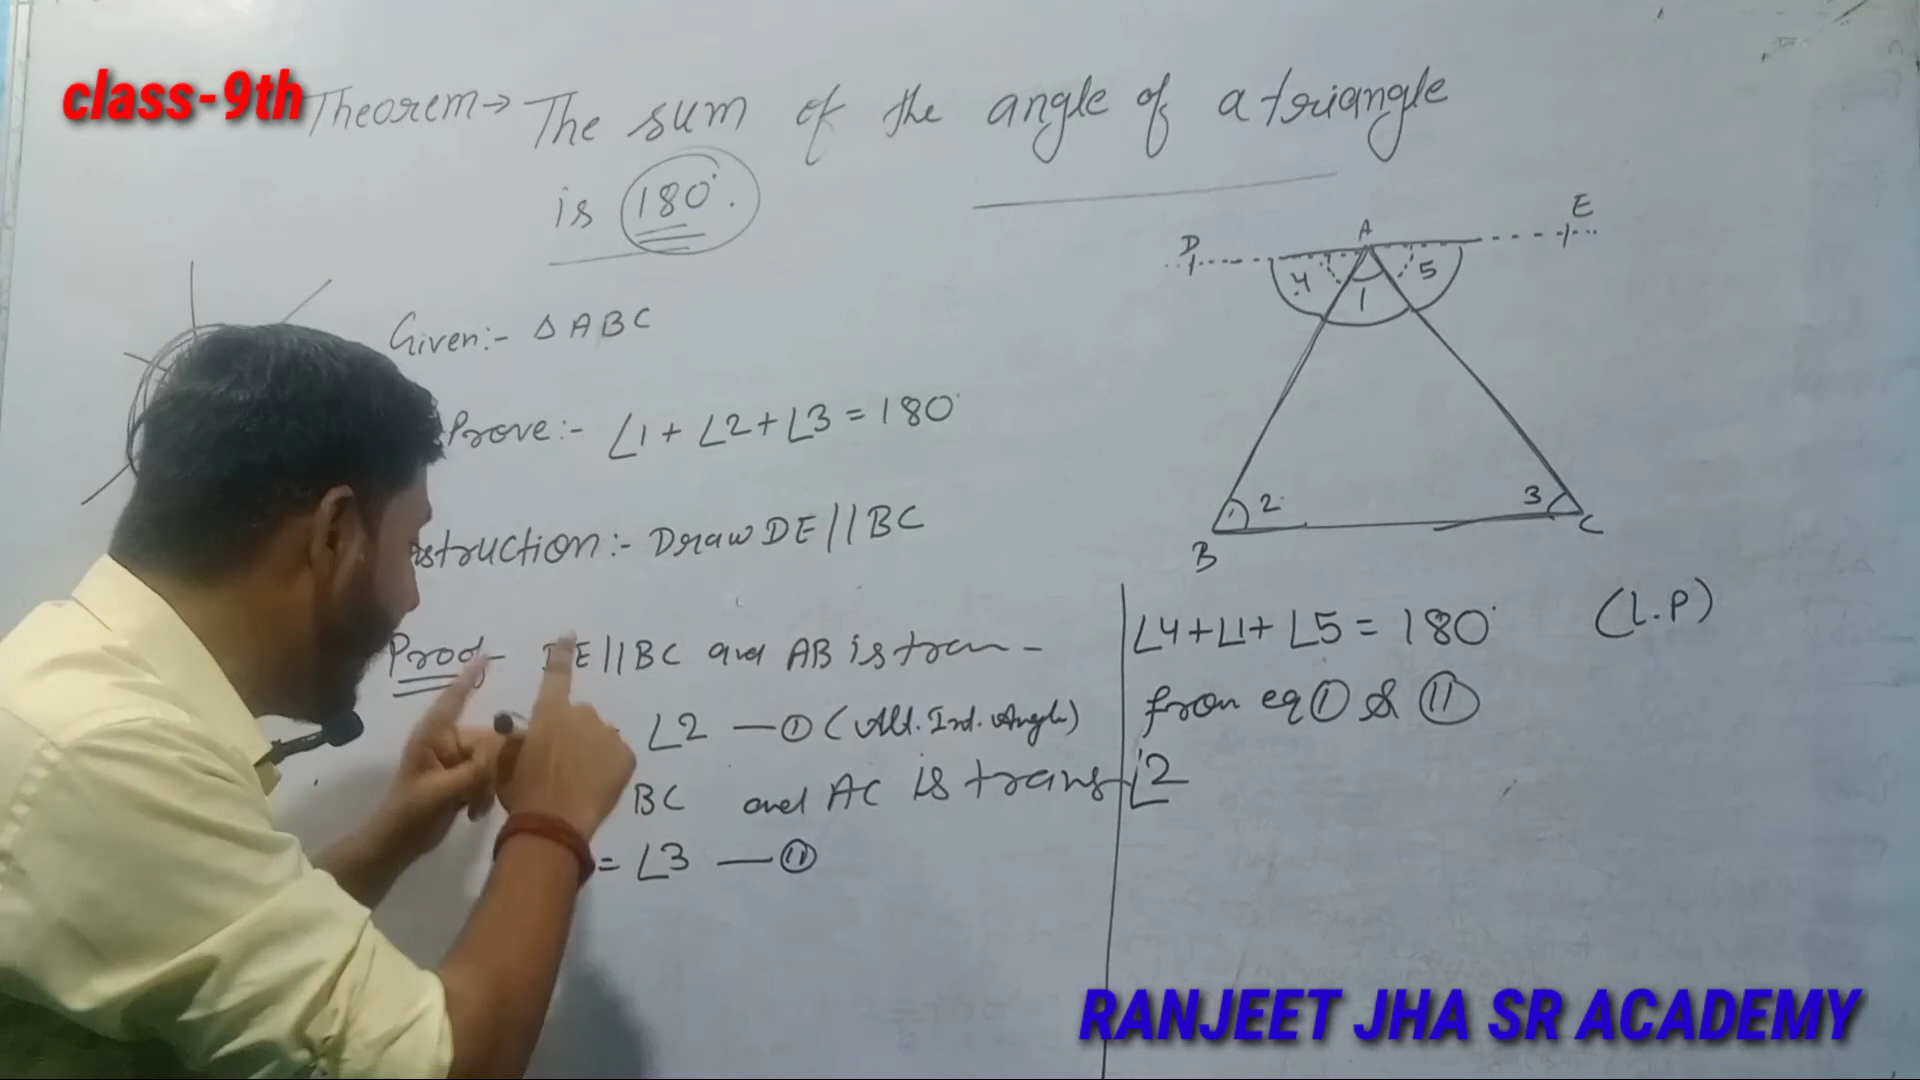 class-9th
Theorem→ The sum of the angle of a triangle
is 180°.
Given:- △ABC
Prove:- ∠1+ ∠2+ ∠3 = 180°
struction:- Draw DE//BC
Proof- DE//BC and AB is tran-
∠2 —① (Alt. Int. Angle)
BC and AC is trans-
= ∠3 —⑪
D
A
E
4
1
5
2
3
B
C
∠4+∠1+ ∠5 = 180° (L.P)
from eq ① & ⑪
∠2
RANJEET JHA SR ACADEMY